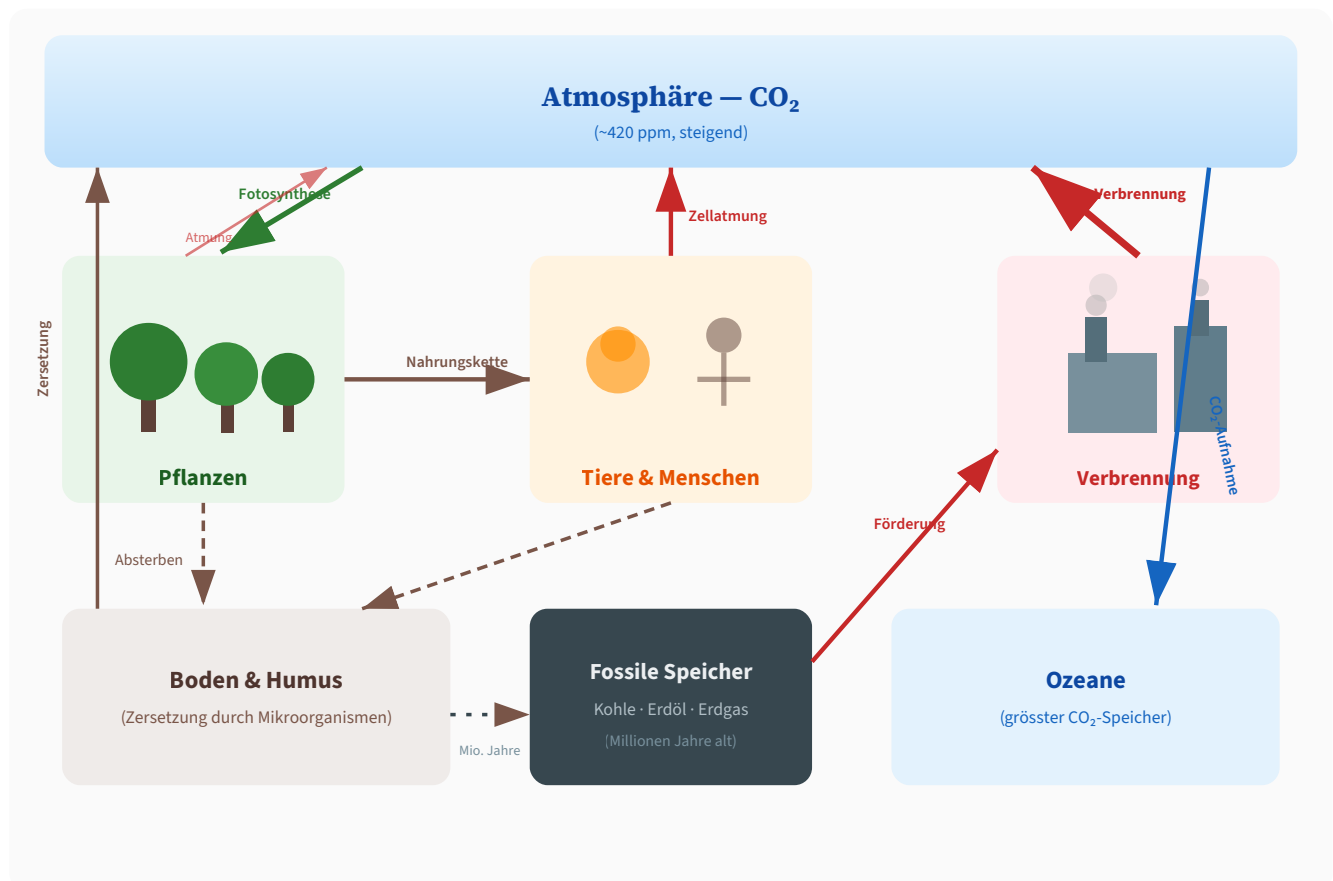 Atmosphäre — CO₂
(~420 ppm, steigend)
Fotosynthese
Atmung
Zellatmung
Verbrennung
Zersetzung
Nahrungskette
CO₂-Aufnahme
Pflanzen
Tiere & Menschen
Verbrennung
Absterben
Förderung
Boden & Humus
(Zersetzung durch Mikroorganismen)
Mio. Jahre
Fossile Speicher
Kohle · Erdöl · Erdgas
(Millionen Jahre alt)
Ozeane
(grösster CO₂-Speicher)